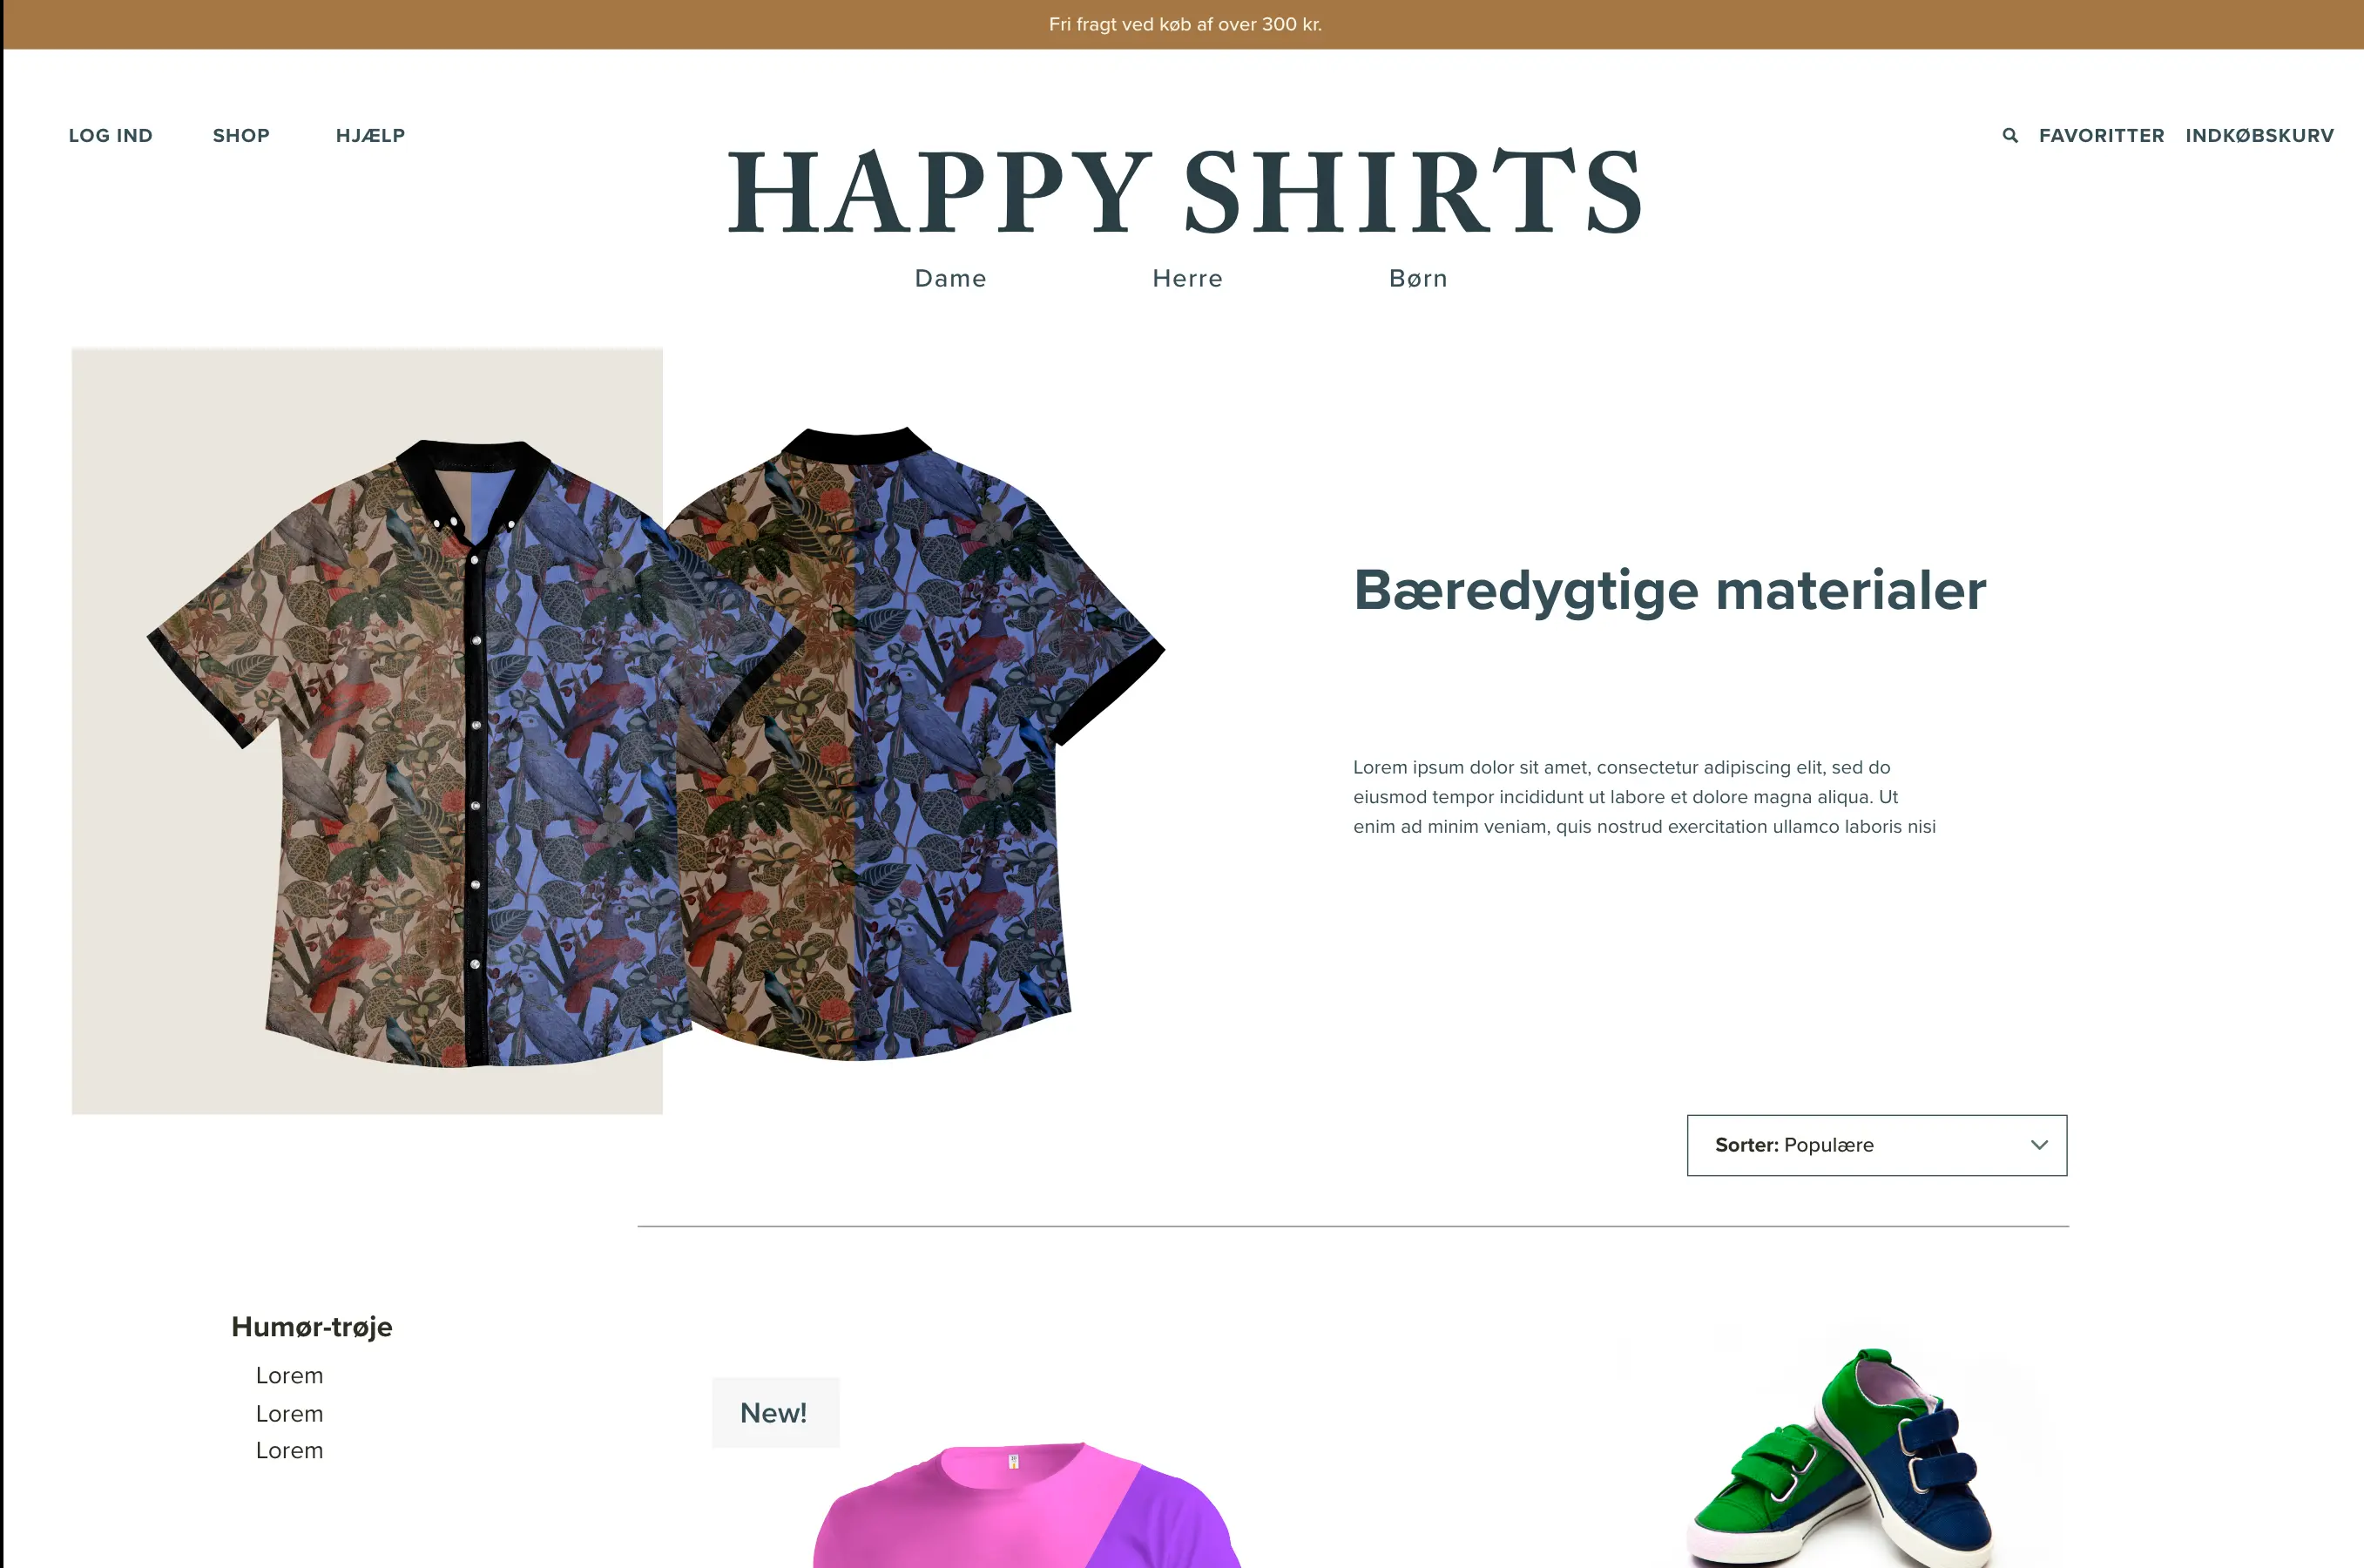 Fri fragt ved køb af over 300 kr.
LOG IND SHOP HJÆLP FAVORITTER INDKØBSKURV
HAPPY SHIRTS
Dame Herre Børn
Bæredygtige materialer
Lorem ipsum dolor sit amet, consectetur adipiscing elit, sed do
eiusmod tempor incididunt ut labore et dolore magna aliqua. Ut
enim ad minim veniam, quis nostrud exercitation ullamco laboris nisi
Sorter: Populære
Humør-trøje
Lorem
Lorem
Lorem
New!